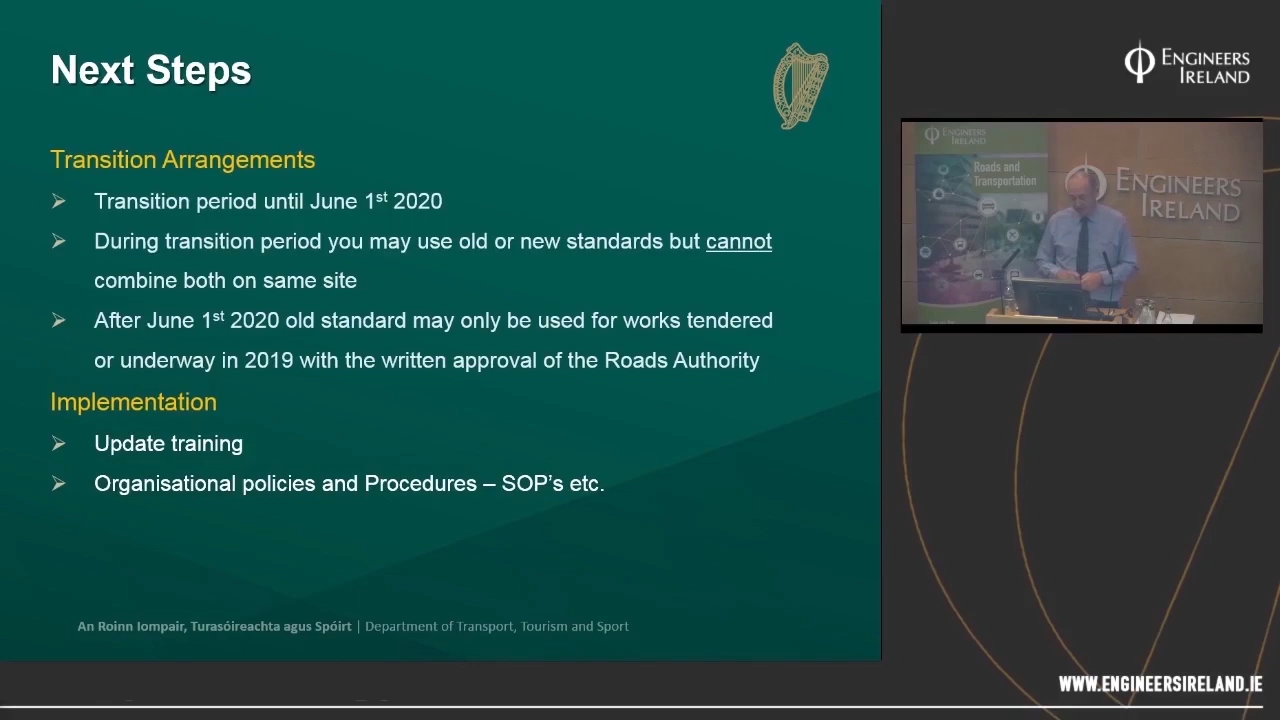 Next Steps
Transition Arrangements
Transition period until June 1st 2020
During transition period you may use old or new standards but cannot
combine both on same site
After June 1st 2020 old standard may only be used for works tendered
or underway in 2019 with the written approval of the Roads Authority
Implementation
Update training
Organisational policies and Procedures – SOP's etc.
An Roinn Iompair, Turasóireachta agus Spóirt | Department of Transport, Tourism and Sport
ENGINEERS
IRELAND
ENGINEERS
IRELAND
Roads and
Transportation
ENGINEERS
IRELAND
WWW.ENGINEERSIRELAND.IE